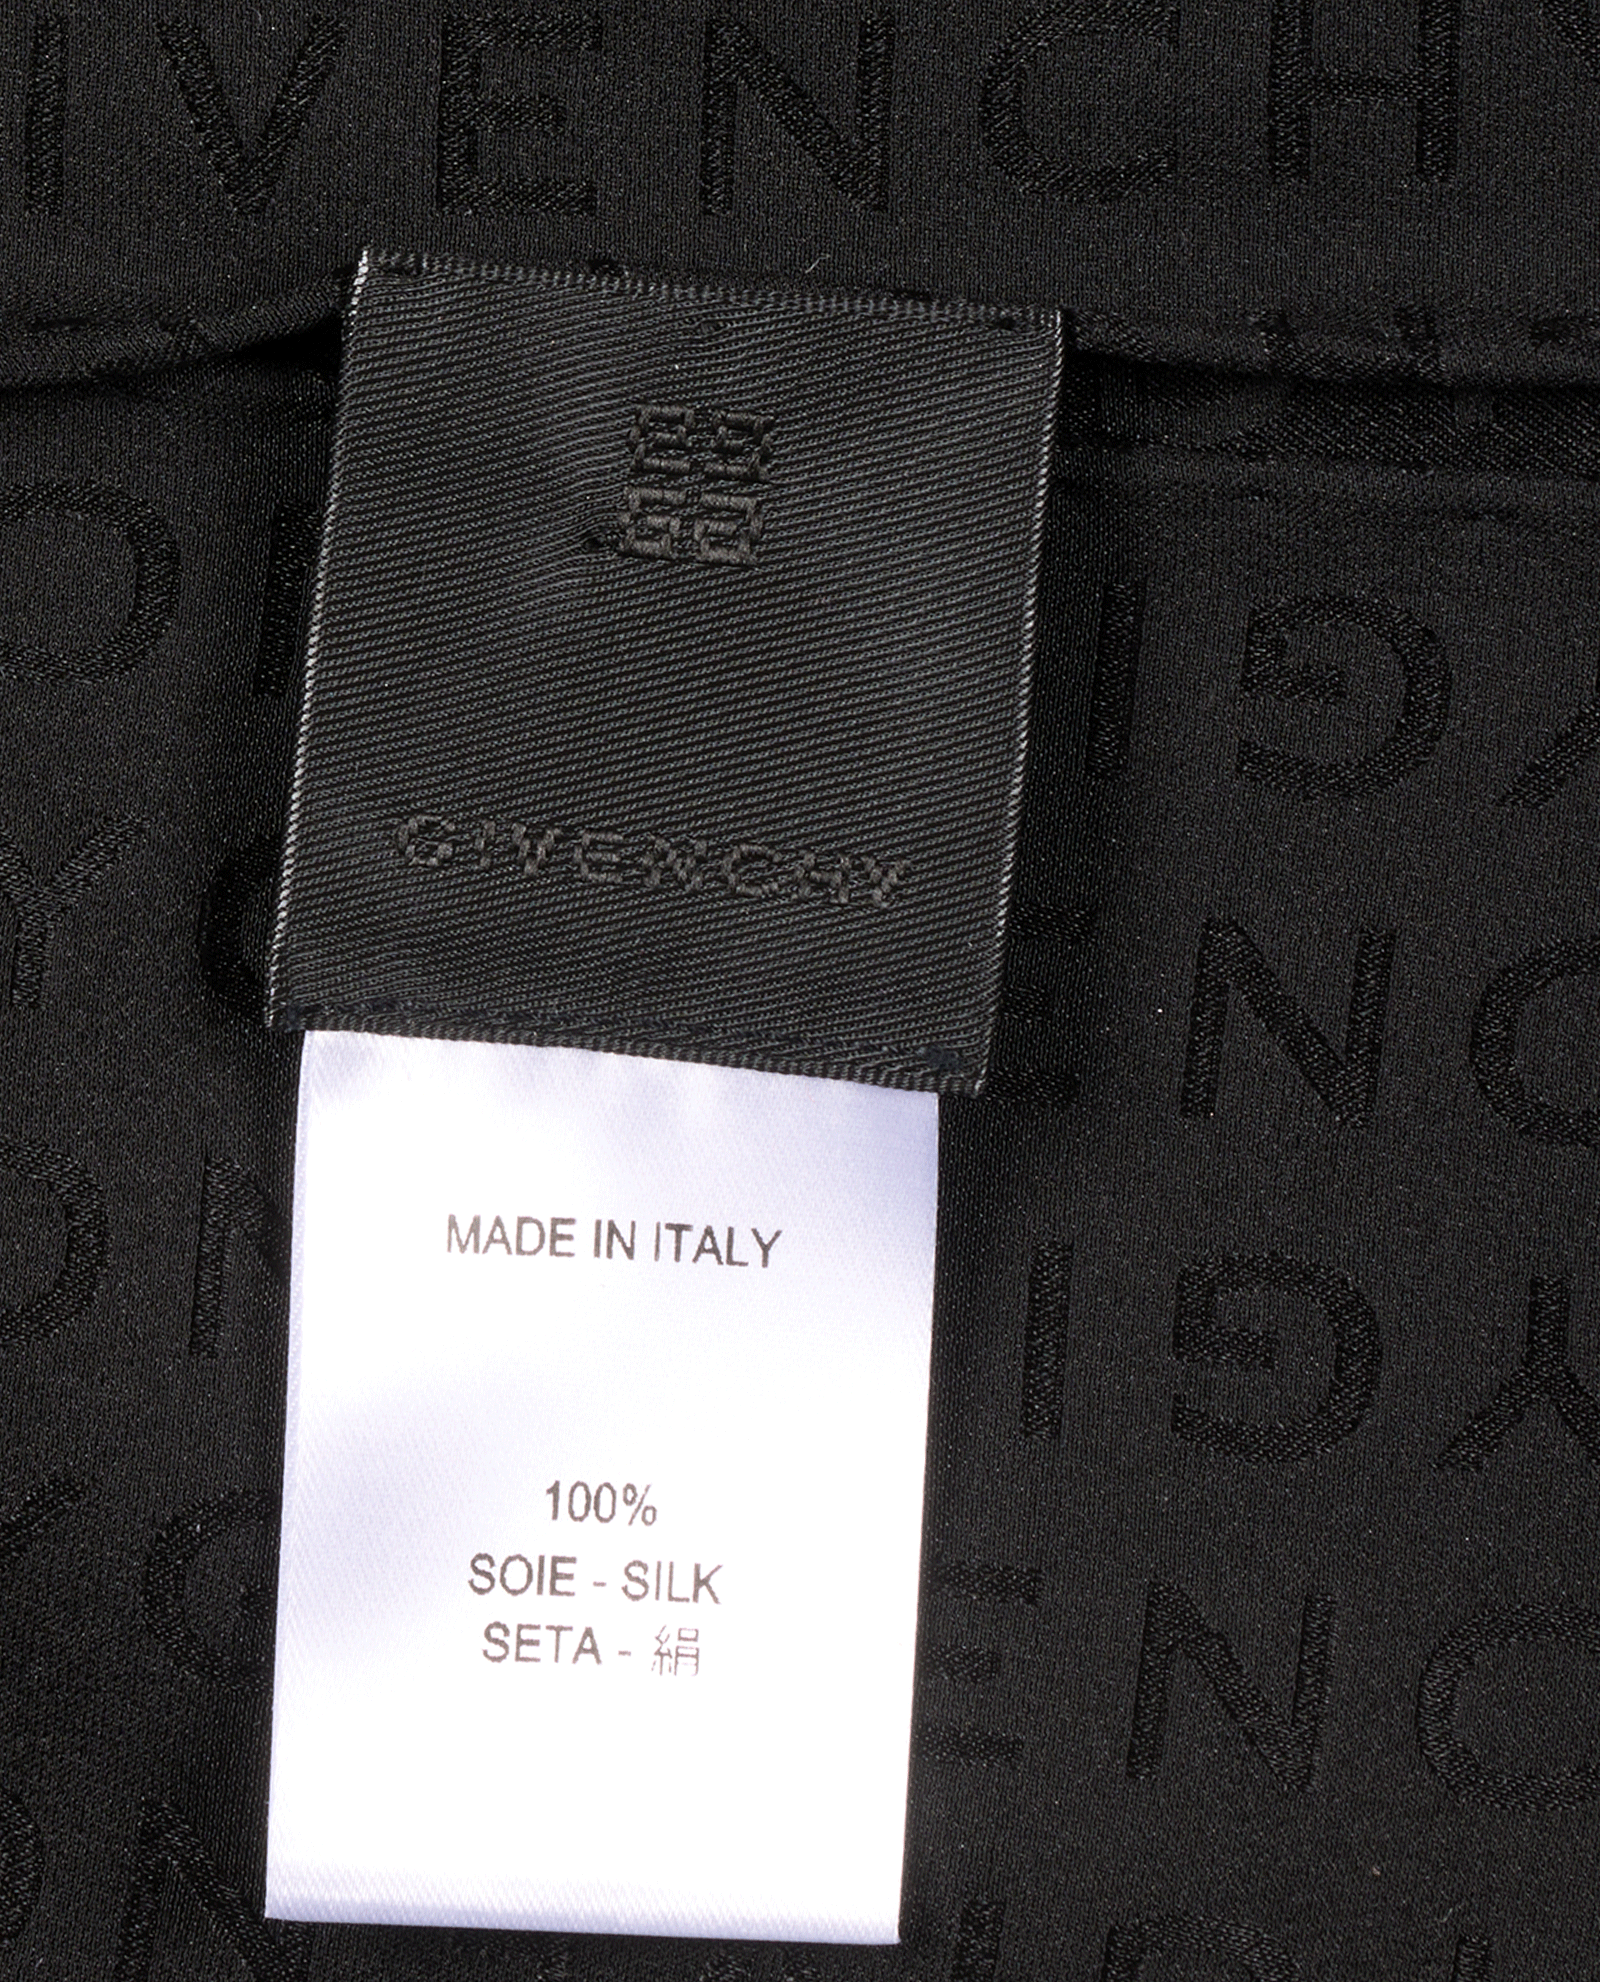 GIVENCHY
MADE IN ITALY
100%
SOIE - SILK
SETA - 絹